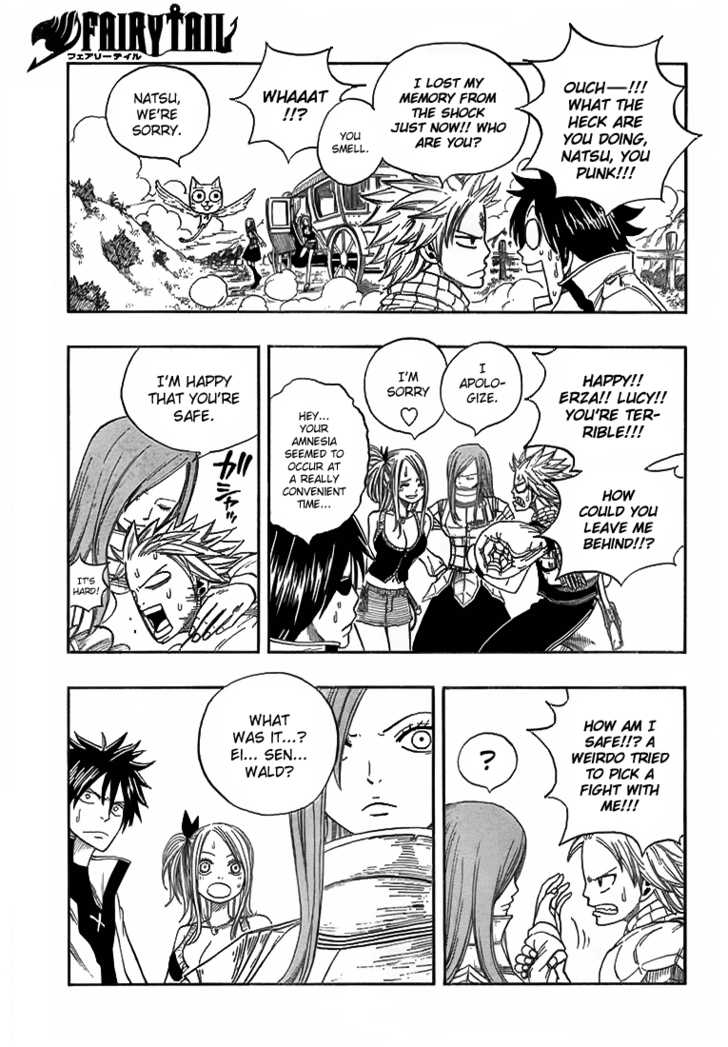 FAIRY TAIL
フェアリーテイル
OUCH—!!!
WHAT THE
HECK ARE
YOU DOING,
NATSU, YOU
PUNK!!!
I LOST MY
MEMORY FROM
THE SHOCK
JUST NOW!! WHO
ARE YOU?
YOU
SMELL.
WHAAAT
!!?
NATSU,
WE'RE
SORRY.
HAPPY!!
ERZA!! LUCY!!
YOU'RE TER-
RIBLE!!!
HOW
COULD YOU
LEAVE ME
BEHIND!!?
I
APOLO-
GIZE.
I'M
SORRY
♡
HEY...
YOUR
AMNESIA
SEEMED TO
OCCUR AT
A REALLY
CONVENIENT
TIME...
I'M HAPPY
THAT YOU'RE
SAFE.
ガシャッ
IT'S
HARD!
HOW AM I
SAFE!!? A
WEIRDO TRIED
TO PICK A
FIGHT WITH
ME!!!
?
WHAT
WAS IT...?
EI... SEN...
WALD?